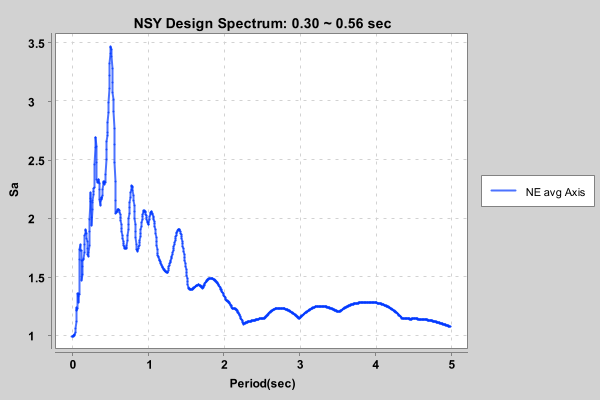 NSY Design Spectrum: 0.30 ~ 0.56 sec
3.5
3
2.5
2
1.5
1
Sa
0 1 2 3 4 5
Period(sec)
NE avg Axis